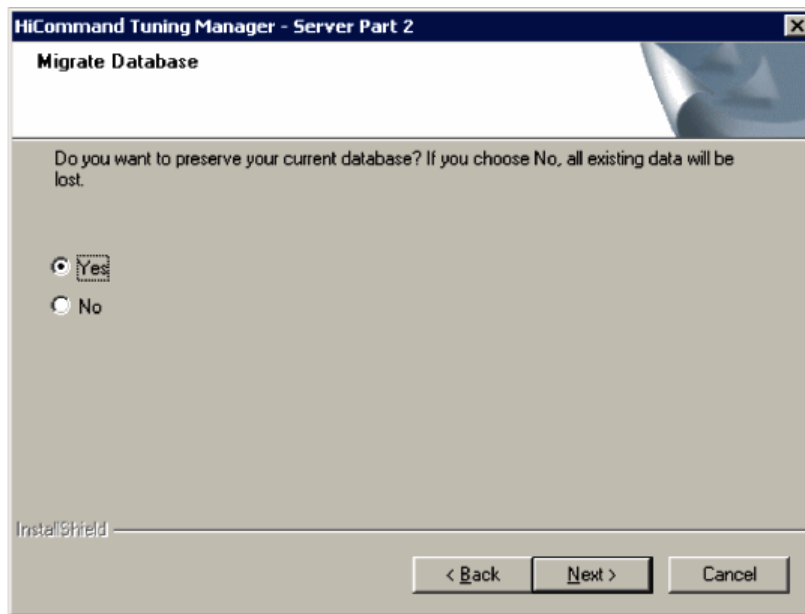 HiCommand Tuning Manager - Server Part 2
Migrate Database
Do you want to preserve your current database? If you choose No, all existing data will be
lost.
Yes
No
InstallShield
< Back
Next >
Cancel